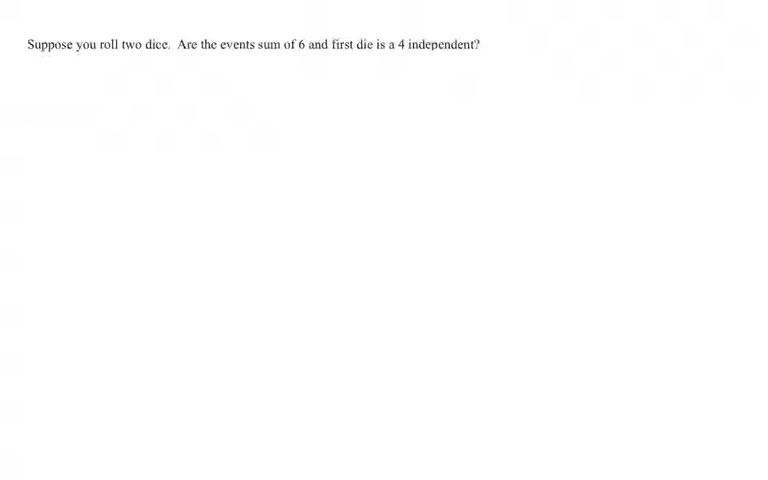 Suppose you roll two dice.  Are the events sum of 6 and first die is a 4 independent?